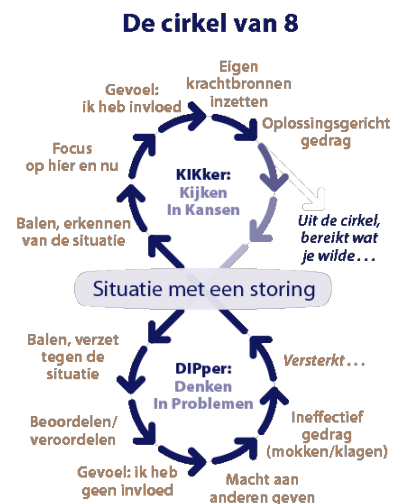 De cirkel van 8
Eigen
krachtbronnen
inzetten
Gevoel:
ik heb invloed
Oplossingsgericht
gedrag
Focus
op hier en nu
KIKker:
Kijken
In Kansen
Balen, erkennen
van de situatie
Uit de cirkel,
bereikt wat
je wilde...
Situatie met een storing
Balen, verzet
tegen de
situatie
DIPper:
Denken
In Problemen
Versterkt...
Beoordelen/
veroordelen
Ineffectief
gedrag
(mokken/klagen)
Gevoel: ik heb
geen invloed
Macht aan
anderen geven